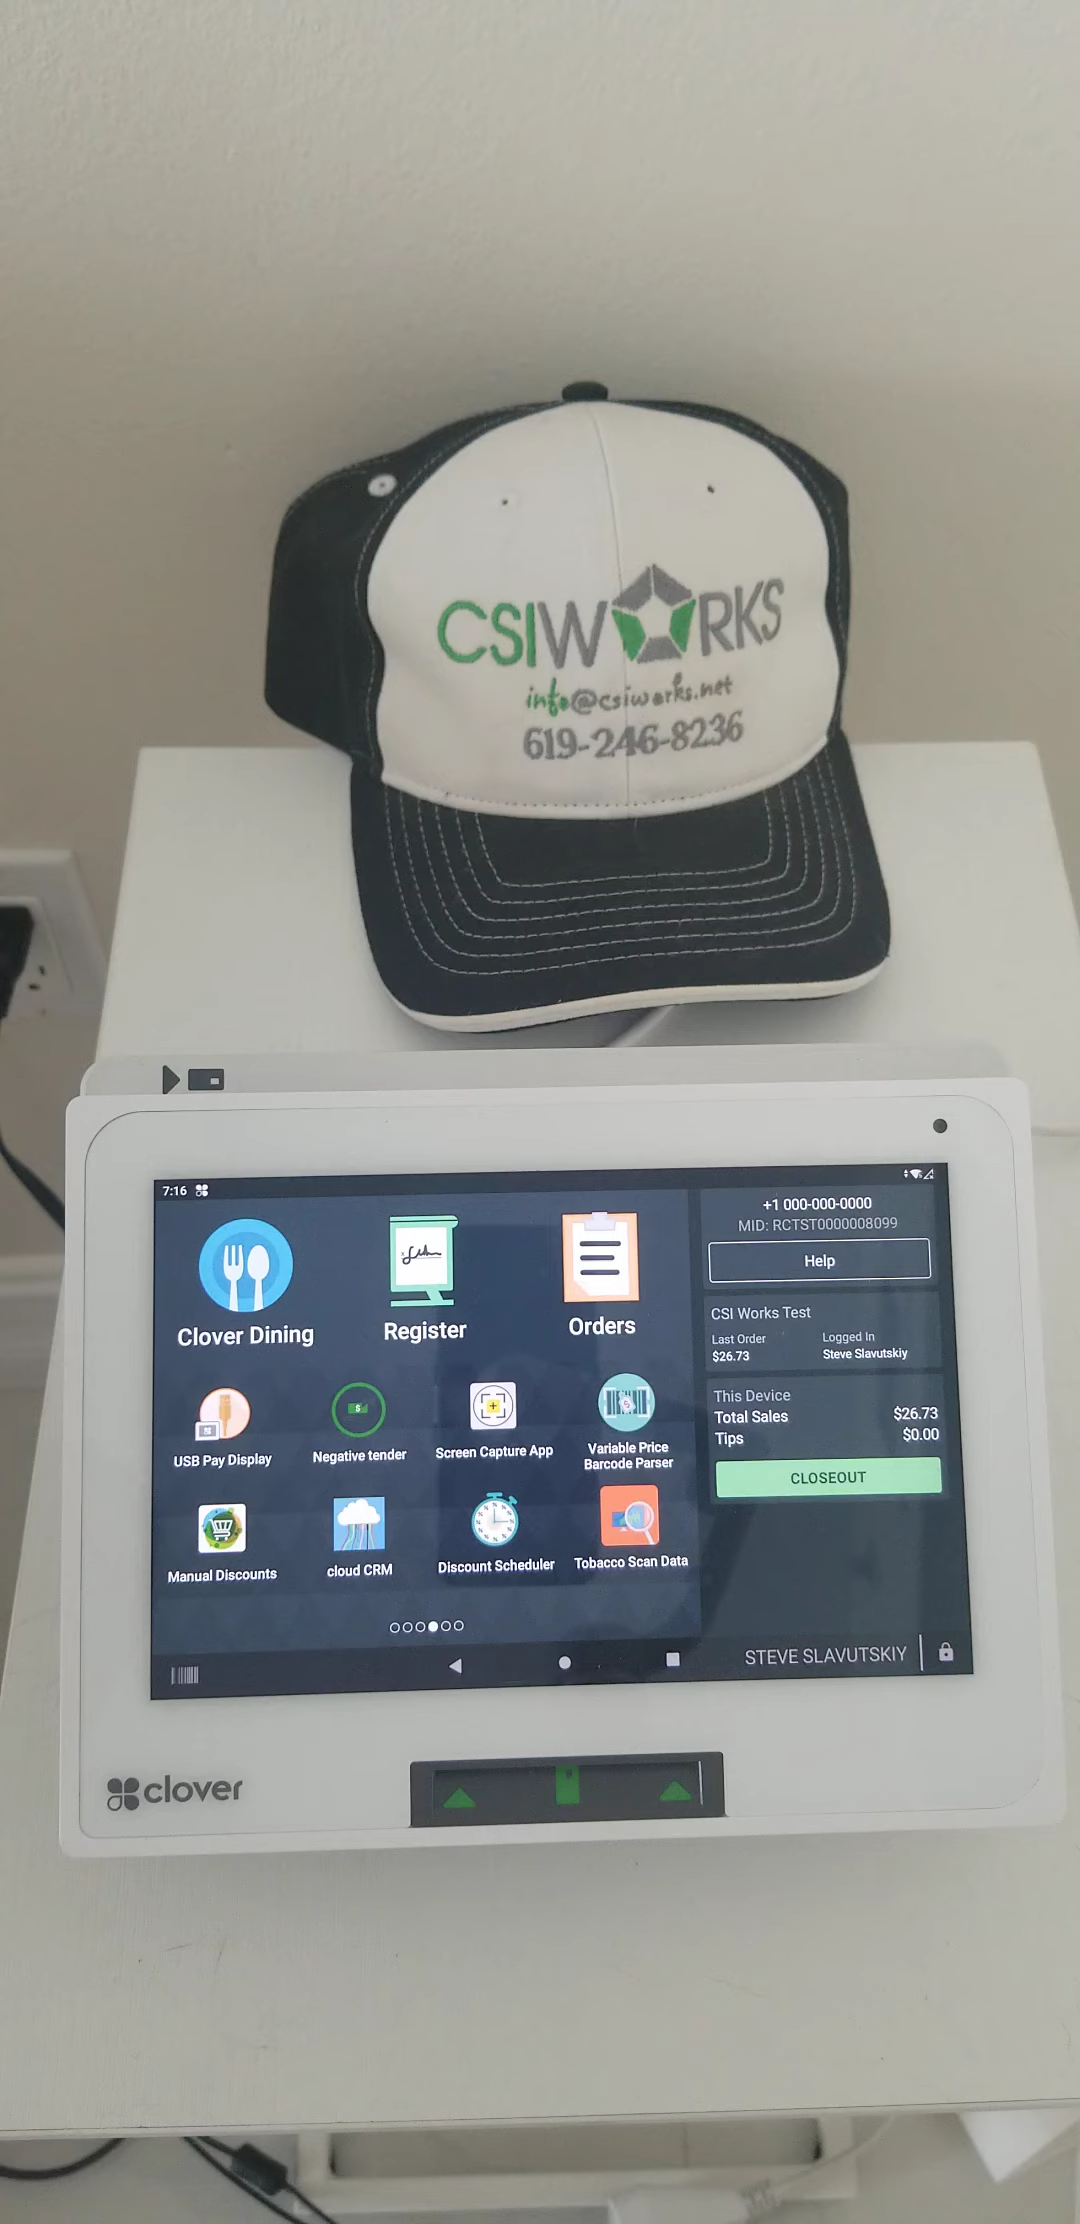 CSIWORKS
info@csiworks.net
619-246-8236
7:16
Clover Dining
Register
Orders
USB Pay Display
Negative tender
Screen Capture App
Variable Price
Barcode Parser
Manual Discounts
cloud CRM
Discount Scheduler
Tobacco Scan Data
+1 000-000-0000
MID: RCTST0000008099
Help
CSI Works Test
Last Order
$26.73
Logged In
Steve Slavutskiy
This Device
Total Sales $26.73
Tips $0.00
CLOSEOUT
STEVE SLAVUTSKIY
clover